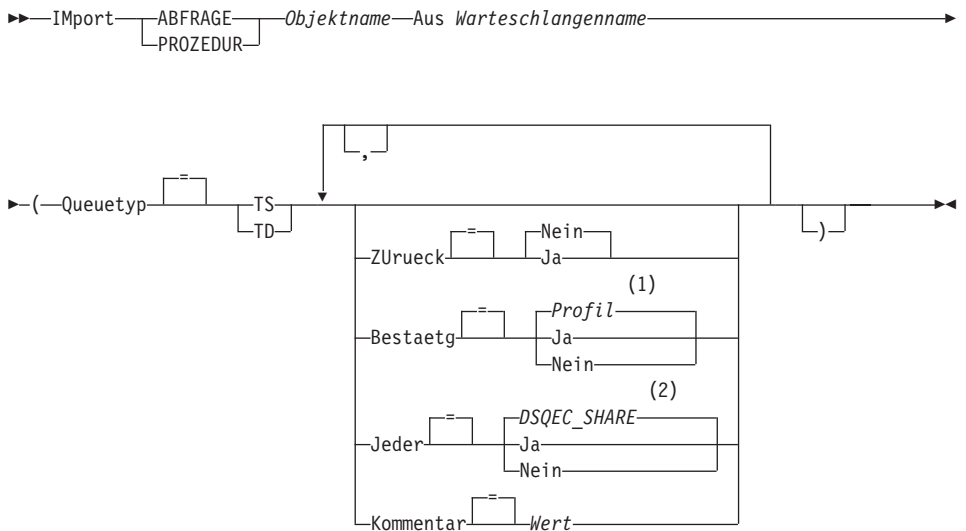 IMport ABFRAGE Objektname Aus Warteschlangenname
PROZEDUR
,
( Queuetyp = TS
TD )
ZUrueck = Nein
Ja
(1)
Bestaetg = Profil
Ja
Nein
(2)
Jeder = DSQEC_SHARE
Ja
Nein
Kommentar = Wert